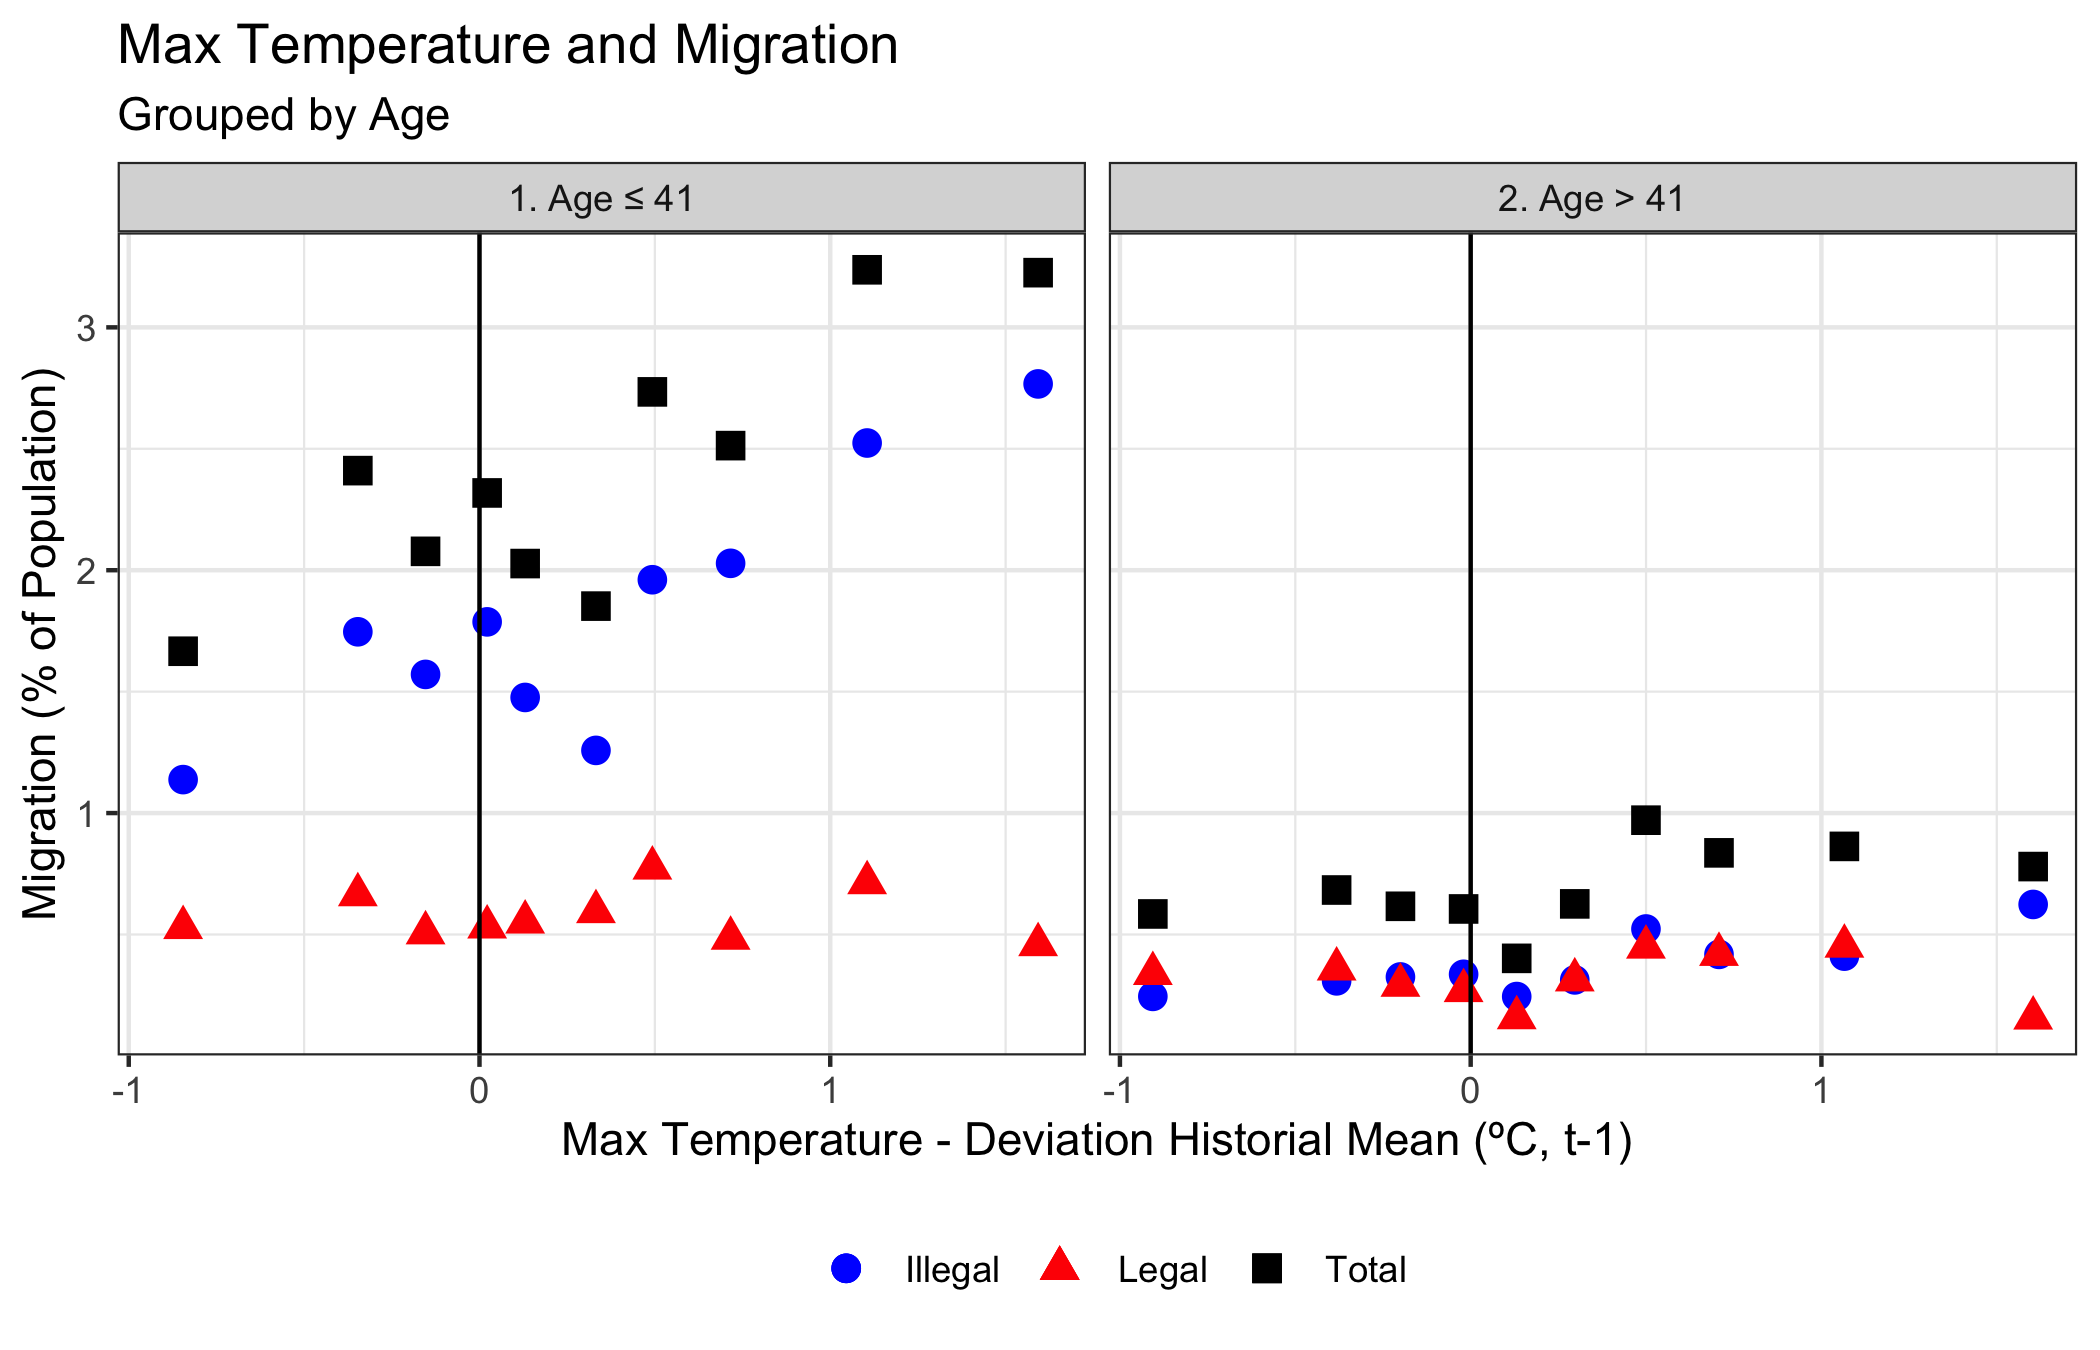 Max Temperature and Migration
Grouped by Age
1. Age ≤ 41
2. Age > 41
Migration (% of Population)
3
2
1
-1 0 1
-1 0 1
Max Temperature - Deviation Historial Mean (ºC, t-1)
Illegal Legal Total